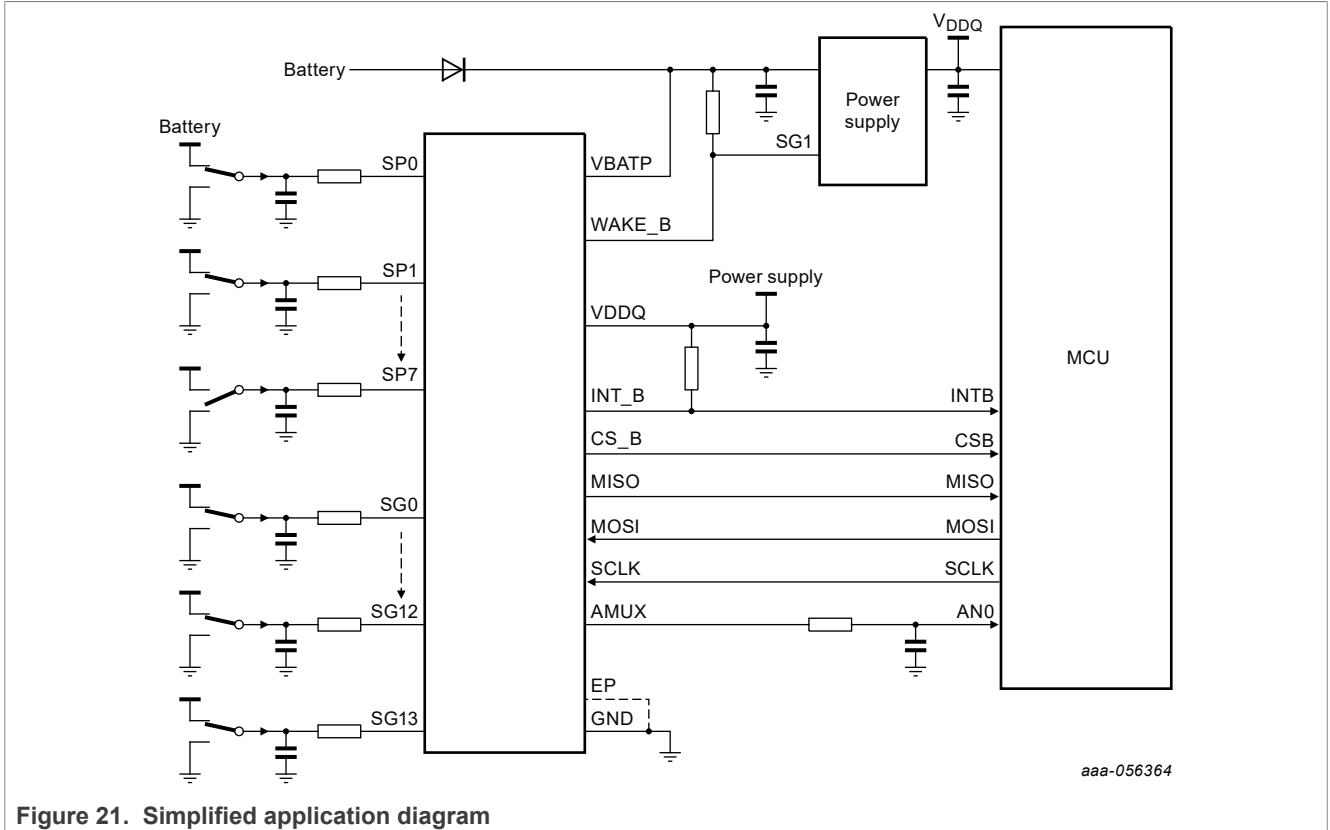 VDDQ
Battery
Power
supply
SG1
Battery
SP0
VBATP
WAKE_B
SP1
Power supply
VDDQ
MCU
SP7
INT_B
INTB
CS_B
CSB
MISO
MISO
SG0
MOSI
MOSI
SCLK
SCLK
SG12
AMUX
AN0
EP
SG13
GND
aaa-056364
Figure 21. Simplified application diagram